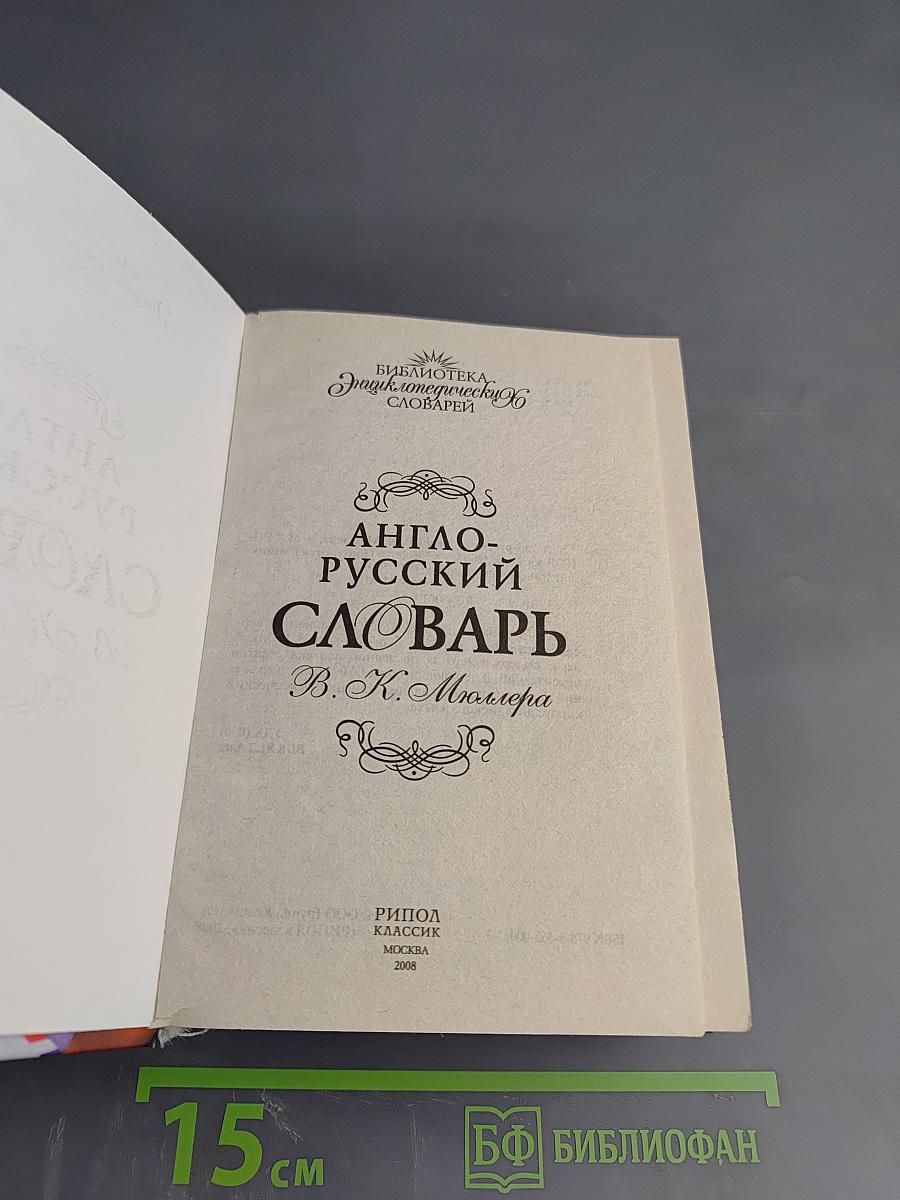 БИБЛИОТЕКА
Энциклопедических
СЛОВАРЕЙ
АНГЛО-
РУССКИЙ
СЛОВАРЬ
В. К. Мюллера
РИПОЛ
КЛАССИК
МОСКВА
2008
15 см
БФ БИБЛИОФАН